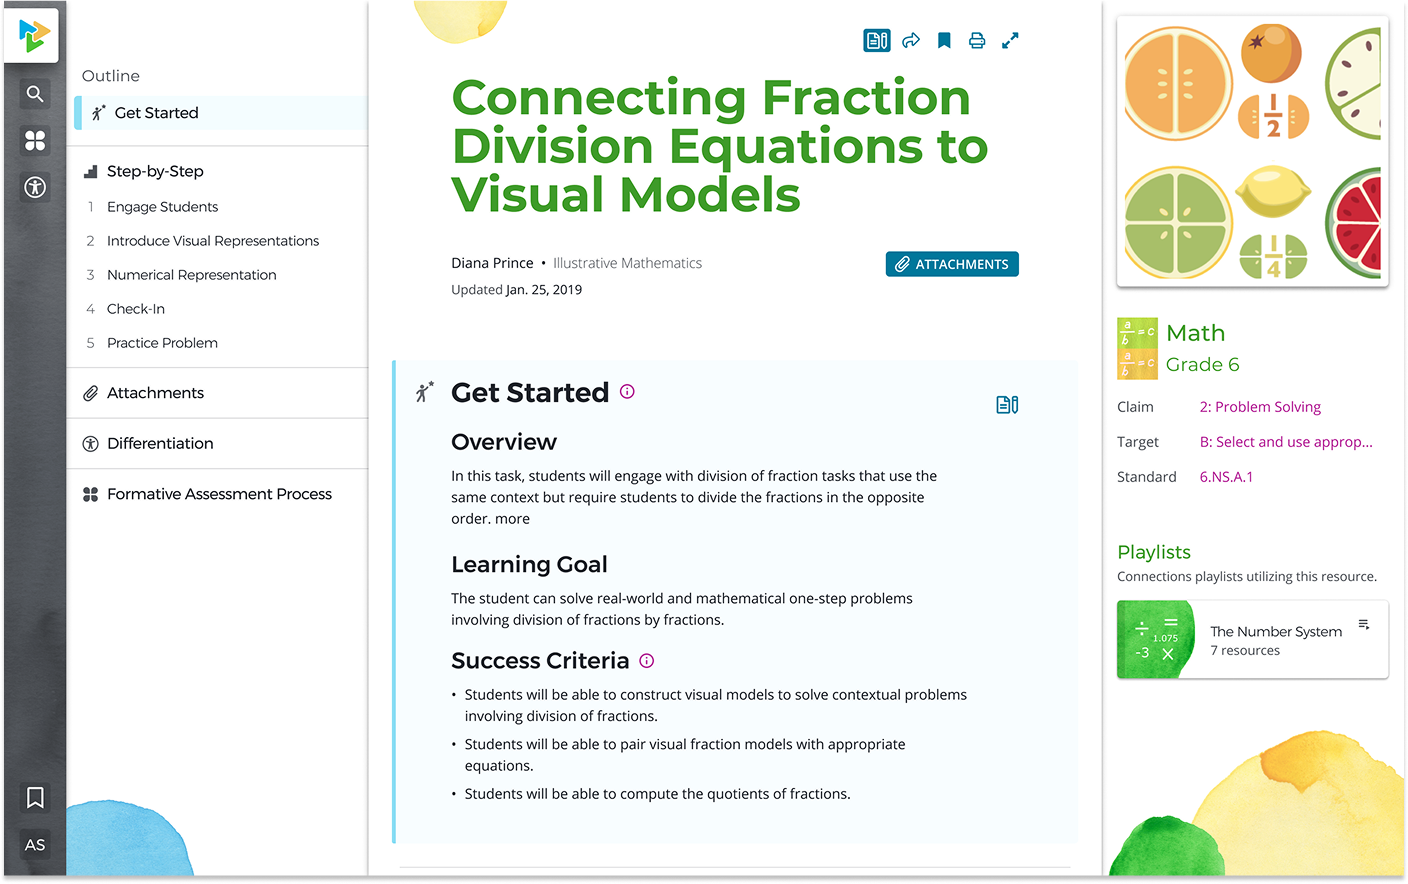 Outline
Get Started
Step-by-Step
1 Engage Students
2 Introduce Visual Representations
3 Numerical Representation
4 Check-In
5 Practice Problem
Attachments
Differentiation
Formative Assessment Process
AS
Connecting Fraction
Division Equations to
Visual Models
Diana Prince • Illustrative Mathematics
Updated Jan. 25, 2019
ATTACHMENTS
Get Started
Overview
In this task, students will engage with division of fraction tasks that use the
same context but require students to divide the fractions in the opposite
order. more
Learning Goal
The student can solve real-world and mathematical one-step problems
involving division of fractions by fractions.
Success Criteria
• Students will be able to construct visual models to solve contextual problems
involving division of fractions.
• Students will be able to pair visual fraction models with appropriate
equations.
• Students will be able to compute the quotients of fractions.
1
2
1
4
a/b = c
a/b = c
Math
Grade 6
Claim 2: Problem Solving
Target B: Select and use approp...
Standard 6.NS.A.1
Playlists
Connections playlists utilizing this resource.
÷ =
1.075
-3 ×
The Number System
7 resources